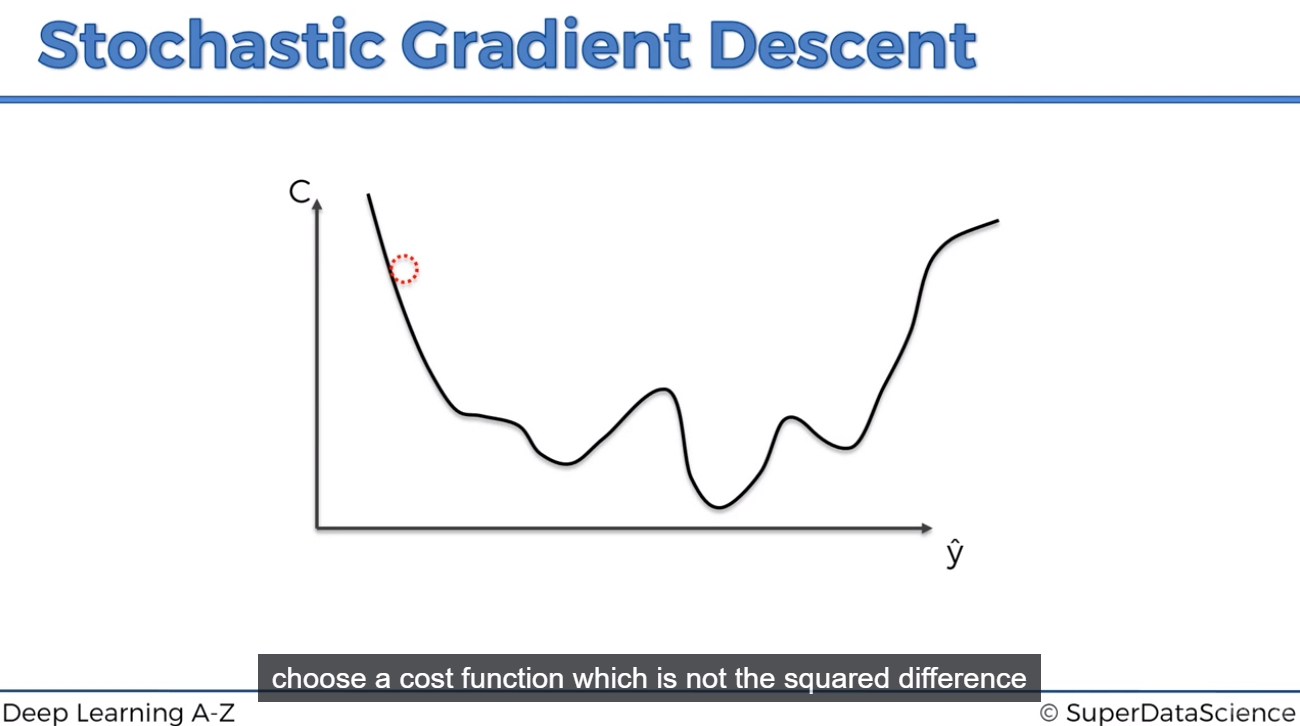 Stochastic Gradient Descent
C
ŷ
choose a cost function which is not the squared difference
Deep Learning A-Z
© SuperDataScience